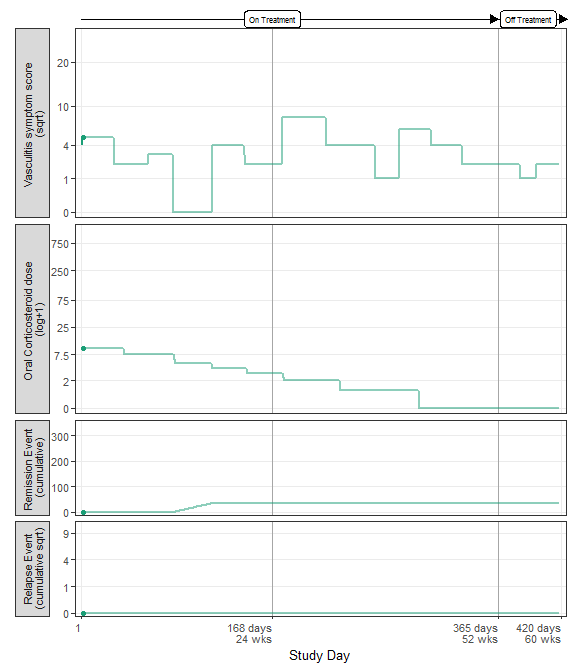 On Treatment
Off Treatment
Vasculitis symptom score
(sqrt)
20
10
4
1
0
Oral Corticosteroid dose
(log+1)
750
250
75
25
7.5
2
0
Remission Event
(cumulative)
300
200
100
0
Relapse Event
(cumulative sqrt)
9
4
1
0
1
168 days
24 wks
365 days
52 wks
420 days
60 wks
Study Day